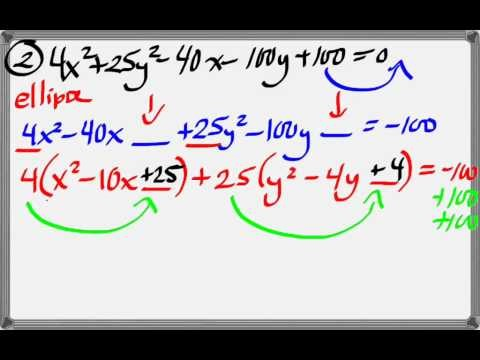 ② 4x²+25y²-40x-100y+100=0
ellipse
4x²-40x __ +25y²-100y __ =-100
4(x²-10x+25)+25(y²-4y+4)=-100
+100
+100